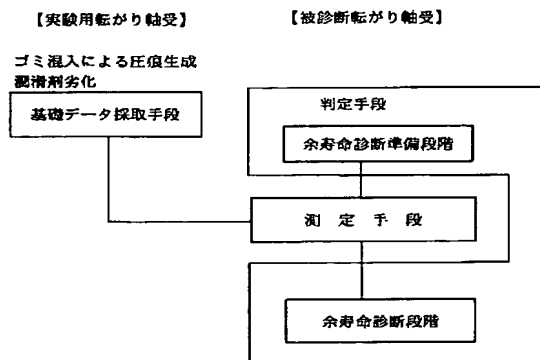 【実験用転がり軸受】
【被診断転がり軸受】
ゴミ混入による圧痕生成
潤滑剤劣化
基礎データ採取手段
判定手段
余寿命診断準備段階
測定手段
余寿命診断段階